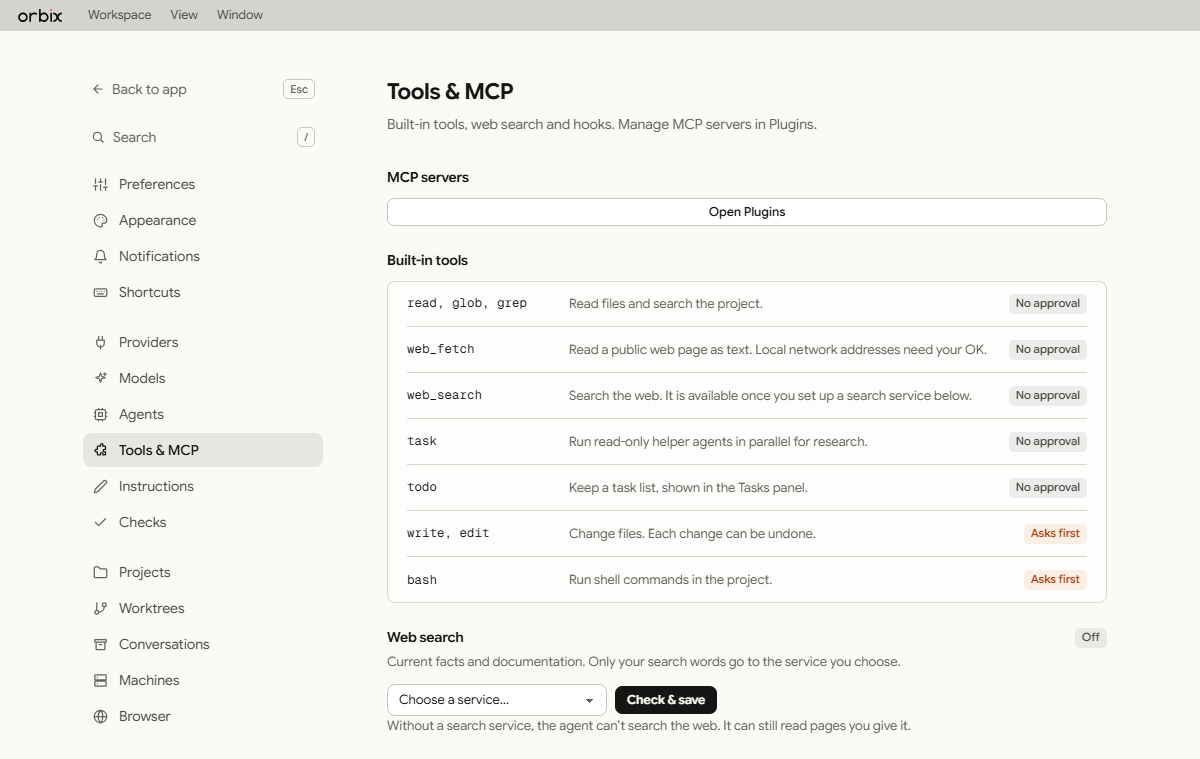 orbix Workspace View Window
Back to app Esc
Search /
Preferences
Appearance
Notifications
Shortcuts
Providers
Models
Agents
Tools & MCP
Instructions
Checks
Projects
Worktrees
Conversations
Machines
Browser
Tools & MCP
Built-in tools, web search and hooks. Manage MCP servers in Plugins.
MCP servers
Open Plugins
Built-in tools
read, glob, grep Read files and search the project. No approval
web_fetch Read a public web page as text. Local network addresses need your OK. No approval
web_search Search the web. It is available once you set up a search service below. No approval
task Run read-only helper agents in parallel for research. No approval
todo Keep a task list, shown in the Tasks panel. No approval
write, edit Change files. Each change can be undone. Asks first
bash Run shell commands in the project. Asks first
Web search Off
Current facts and documentation. Only your search words go to the service you choose.
Choose a service... Check & save
Without a search service, the agent can't search the web. It can still read pages you give it.